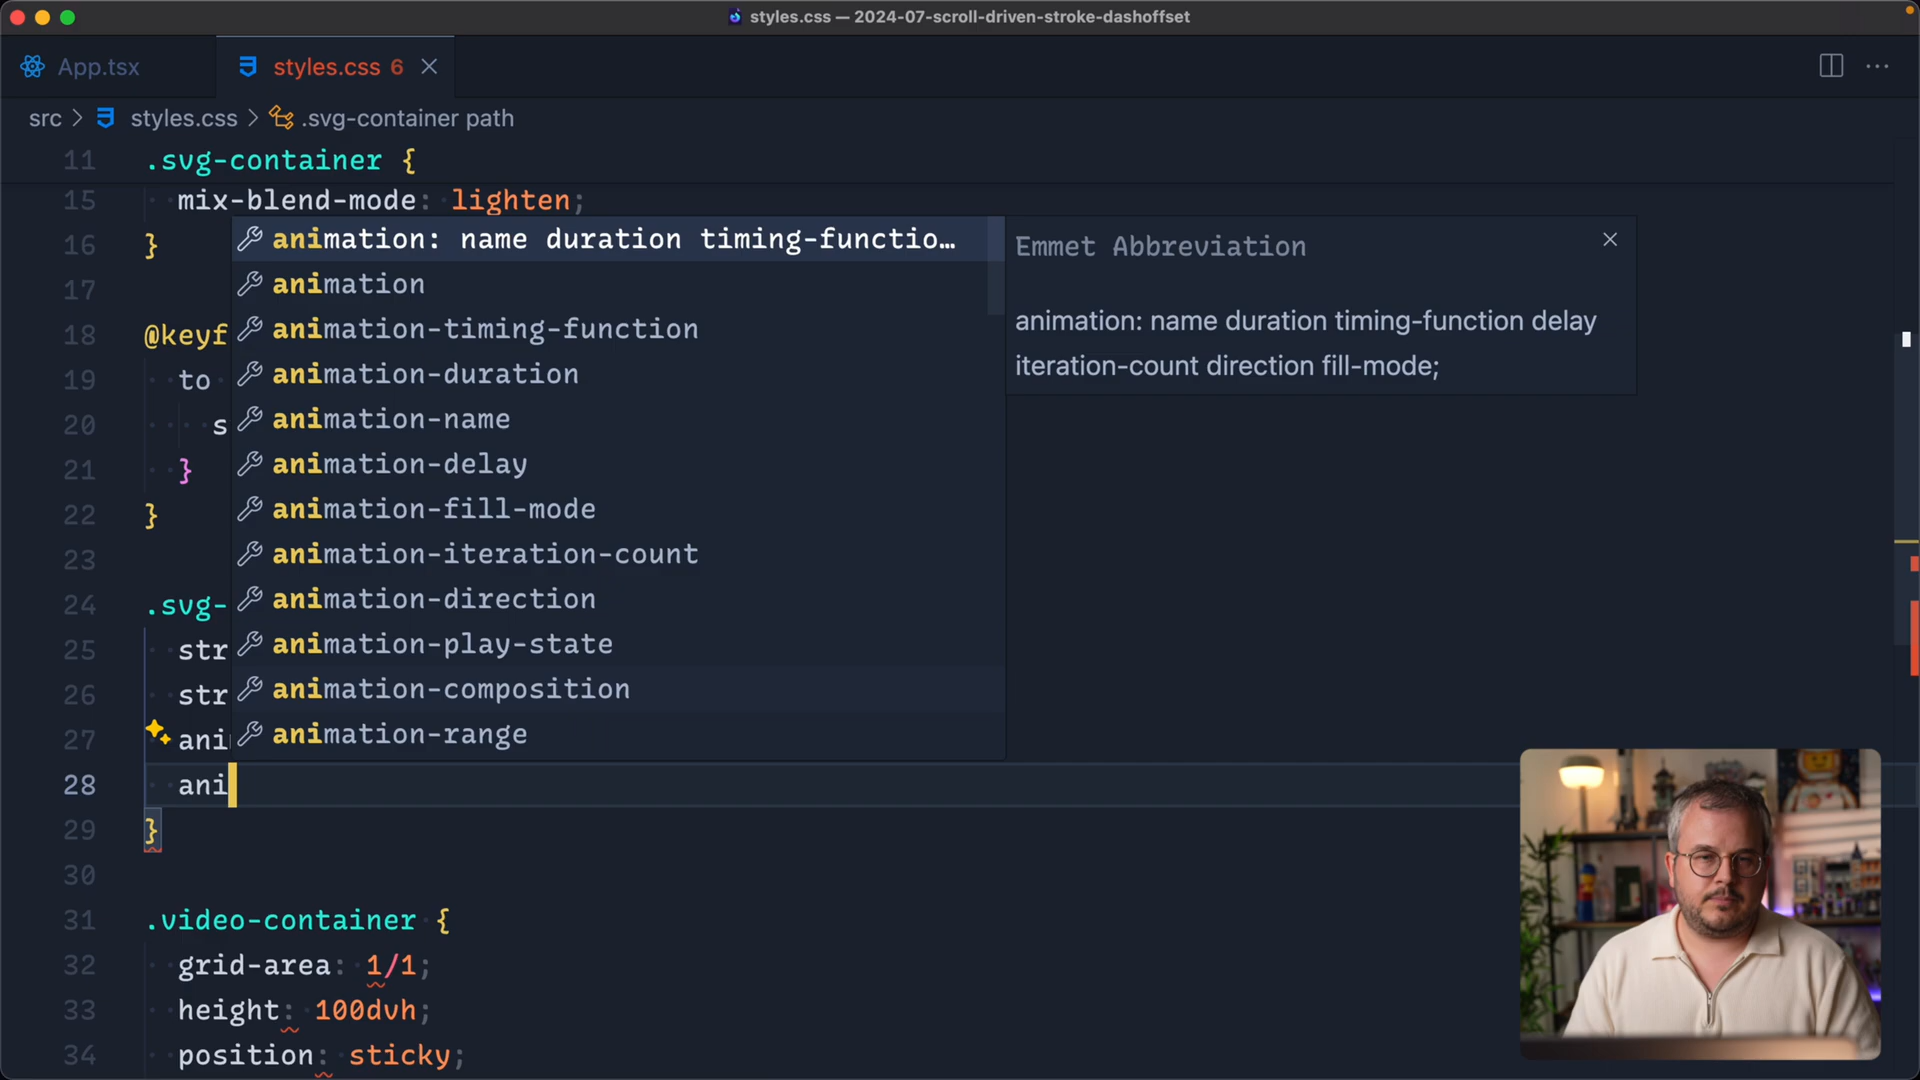 styles.css — 2024-07-scroll-driven-stroke-dashoffset
App.tsx
styles.css 6
src > styles.css > .svg-container path
11 .svg-container {
15 mix-blend-mode: lighten;
16 }
17
18 @keyf
19 to
20 s
21 }
22 }
23
24 .svg-
25 str
26 str
27 ani
28 ani
29 }
30
31 .video-container {
32 grid-area: 1/1;
33 height: 100dvh;
34 position: sticky;
animation: name duration timing-functio…
animation
animation-timing-function
animation-duration
animation-name
animation-delay
animation-fill-mode
animation-iteration-count
animation-direction
animation-play-state
animation-composition
animation-range
Emmet Abbreviation
animation: name duration timing-function delay
iteration-count direction fill-mode;